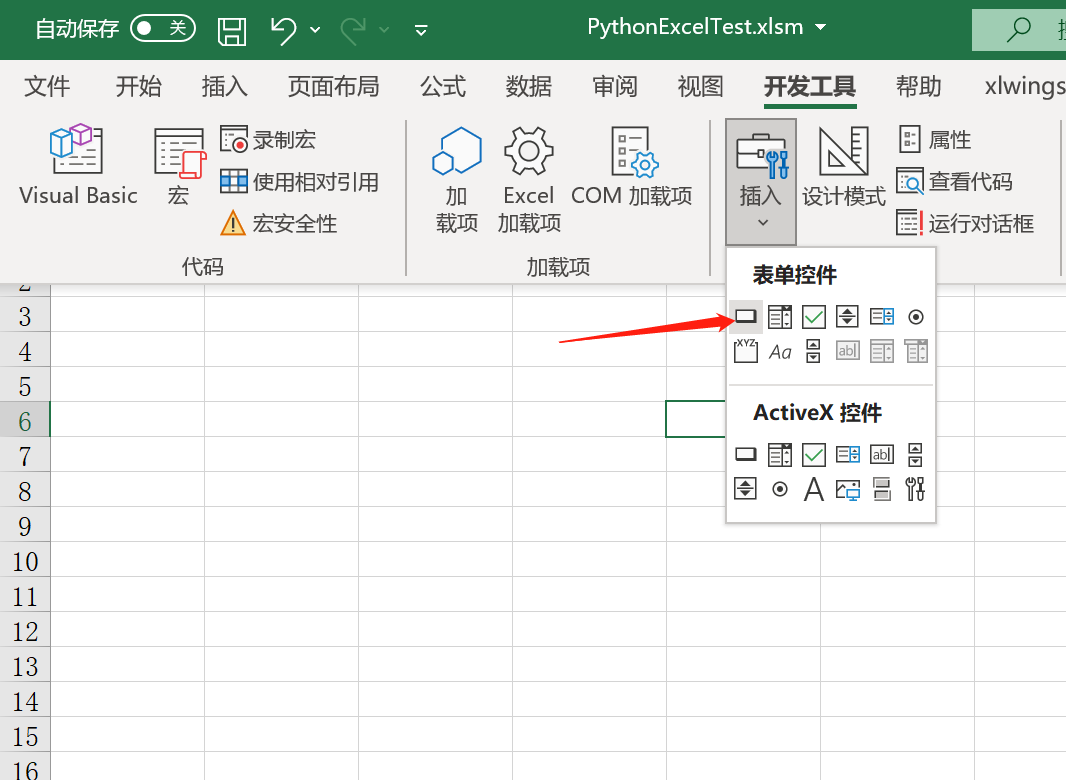 自动保存 关 PythonExcelTest.xlsm
文件 开始 插入 页面布局 公式 数据 审阅 视图 开发工具 帮助 xlwings
Visual Basic
宏
录制宏
使用相对引用
宏安全性
代码
加
载项
Excel
加载项
COM 加载项
加载项
插入
设计模式
属性
查看代码
运行对话框
表单控件
XYZ
Aa
ab
ActiveX 控件
ab
A
3
4
5
6
7
8
9
10
11
12
13
14
15
16